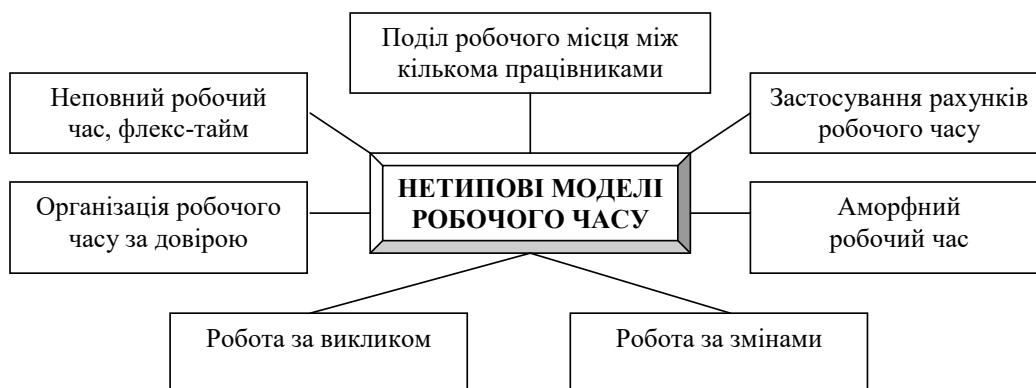 Поділ робочого місця між
кількома працівниками
Неповний робочий
час, флекс-тайм
Застосування рахунків
робочого часу
НЕТИПОВІ МОДЕЛІ
РОБОЧОГО ЧАСУ
Організація робочого
часу за довірою
Аморфний
робочий час
Робота за викликом
Робота за змінами